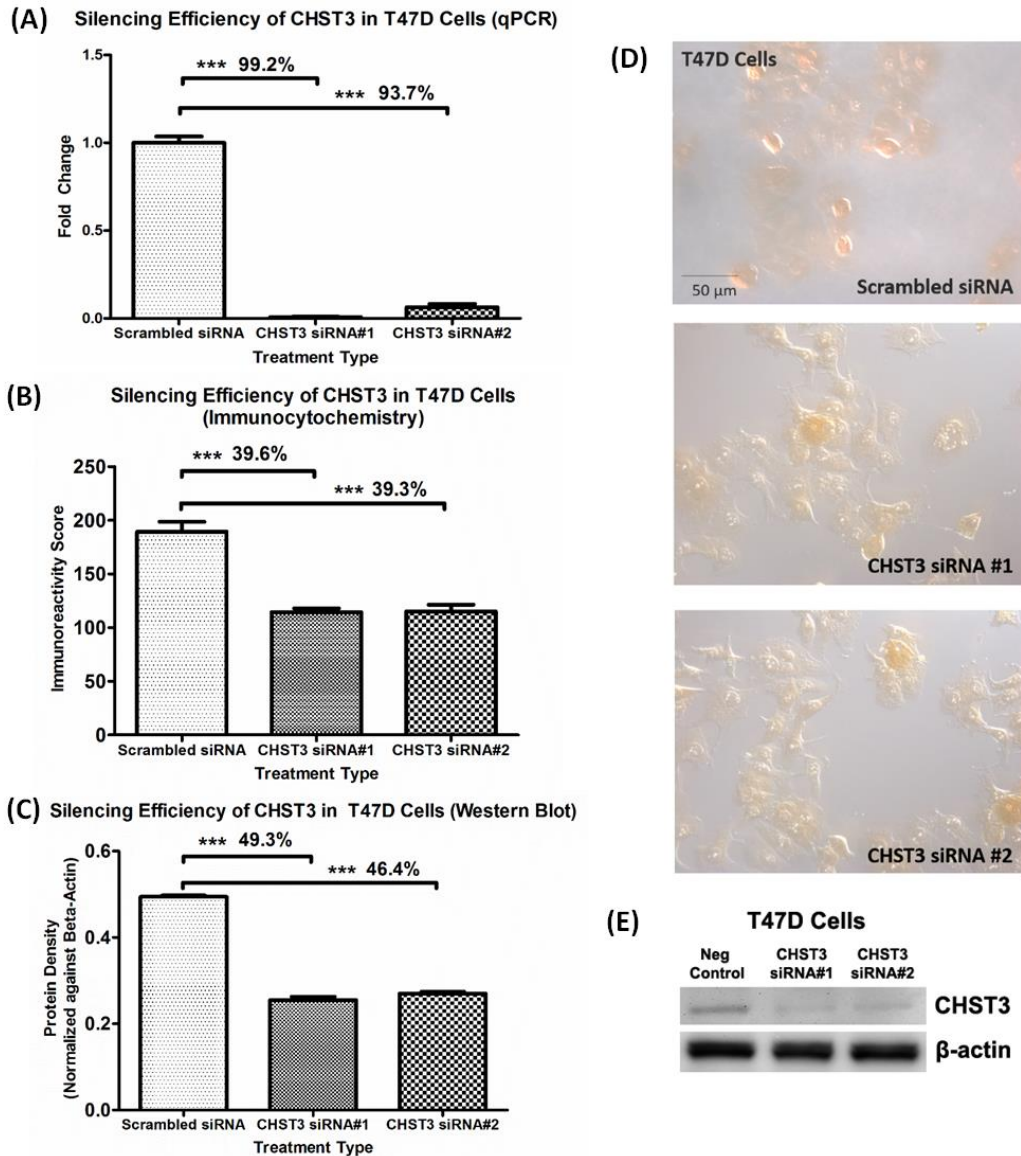 (A)
Silencing Efficiency of CHST3 in T47D Cells (qPCR)
*** 99.2%
*** 93.7%
Fold Change
1.5
1.0
0.5
0.0
Scrambled siRNA CHST3 siRNA#1 CHST3 siRNA#2
Treatment Type
(B)
Silencing Efficiency of CHST3 in T47D Cells
(Immunocytochemistry)
*** 39.6%
*** 39.3%
Immunoreactivity Score
250
200
150
100
50
0
Scrambled siRNA CHST3 siRNA#1 CHST3 siRNA#2
Treatment Type
(C)
Silencing Efficiency of CHST3 in T47D Cells (Western Blot)
*** 49.3%
*** 46.4%
Protein Density
(Normalized against Beta-Actin)
0.6
0.4
0.2
0.0
Scrambled siRNA CHST3 siRNA#1 CHST3 siRNA#2
Treatment Type
(D)
T47D Cells
50 µm
Scrambled siRNA
CHST3 siRNA #1
CHST3 siRNA #2
(E)
T47D Cells
Neg
Control
CHST3
siRNA#1
CHST3
siRNA#2
CHST3
β-actin